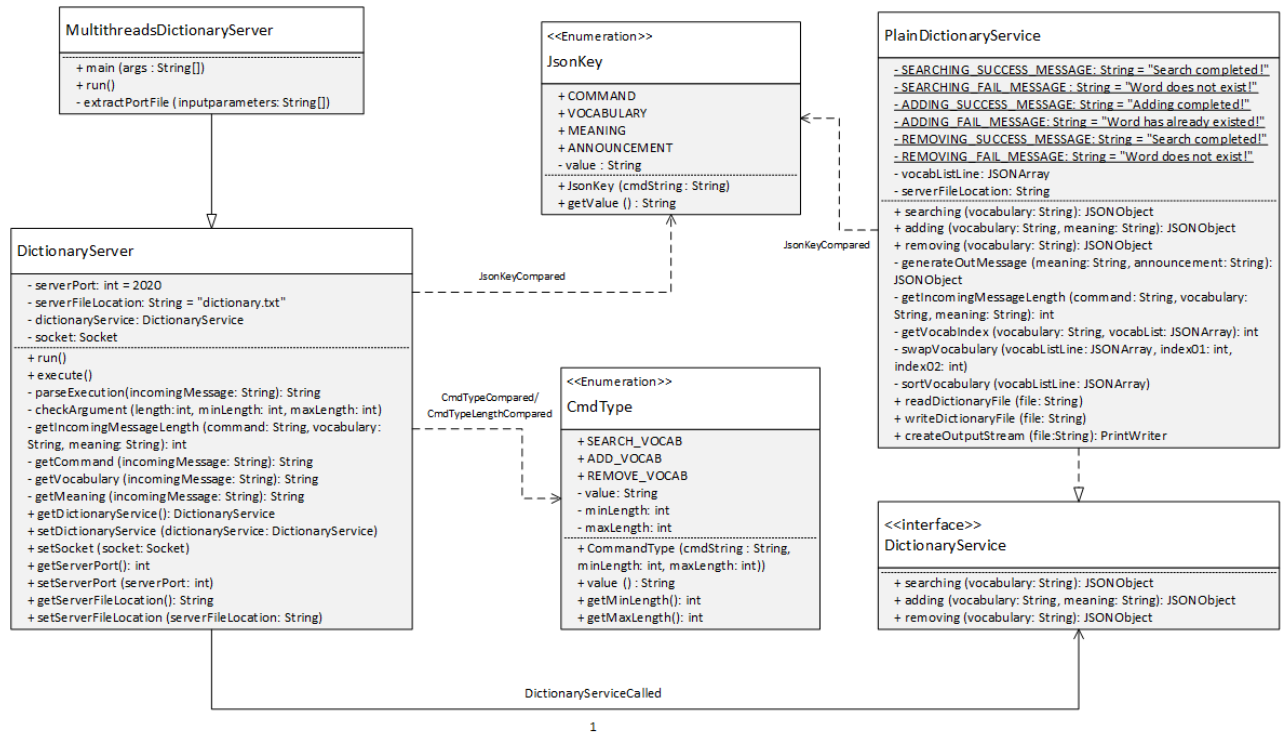 MultithreadsDictionaryServer
+ main (args : String[])
+ run()
- extractPortFile (inputparameters: String[])
DictionaryServer
- serverPort: int = 2020
- serverFileLocation: String = "dictionary.txt"
- dictionaryService: DictionaryService
- socket: Socket
+ run()
+ execute()
- parseExecution(incomingMessage: String): String
- checkArgument (length:int, minLength: int, maxLength: int)
- getIncomingMessageLength (command: String, vocabulary:
String, meaning: String): int
- getCommand (incomingMessage: String): String
- getVocabulary (incomingMessage: String): String
- getMeaning (incomingMessage: String): String
+ getDictionaryService(): DictionaryService
+ setDictionaryService (dictionaryService: DictionaryService)
+ setSocket (socket: Socket)
+ getServerPort(): int
+ setServerPort (serverPort: int)
+ getServerFileLocation(): String
+ setServerFileLocation (serverFileLocation: String)
<<Enumeration>>
JsonKey
+ COMMAND
+ VOCABULARY
+ MEANING
+ ANNOUNCEMENT
- value : String
+ JsonKey (cmdString : String)
+ getValue () : String
JsonKeyCompared
CmdTypeCompared/
CmdTypeLengthCompared
<<Enumeration>>
CmdType
+ SEARCH_VOCAB
+ ADD_VOCAB
+ REMOVE_VOCAB
- value: String
- minLength: int
- maxLength: int
+ CommandType (cmdString : String,
minLength: int, maxLength: int))
+ value () : String
+ getMinLength(): int
+ getMaxLength(): int
JsonKeyCompared
PlainDictionaryService
- SEARCHING_SUCCESS_MESSAGE: String = "Search completed!"
- SEARCHING_FAIL_MESSAGE : String = "Word does not exist!"
- ADDING_SUCCESS_MESSAGE: String = "Adding completed!"
- ADDING_FAIL_MESSAGE: String = "Word has already existed!"
- REMOVING_SUCCESS_MESSAGE: String = "Search completed!"
- REMOVING_FAIL_MESSAGE: String = "Word does not exist!"
- vocabListLine: JSONArray
- serverFileLocation: String
+ searching (vocabulary: String): JSONObject
+ adding (vocabulary: String, meaning: String): JSONObject
+ removing (vocabulary: String): JSONObject
- generateOutMessage (meaning: String, announcement: String):
JSONObject
- getIncomingMessageLength (command: String, vocabulary:
String, meaning: String): int
- getVocabIndex (vocabulary: String, vocabList: JSONArray): int
- swapVocabulary (vocabListLine: JSONArray, index01: int,
index02: int)
- sortVocabulary (vocabListLine: JSONArray)
+ readDictionaryFile (file: String)
+ writeDictionaryFile (file: String)
+ createOutputStream (file:String): PrintWriter
<<interface>>
DictionaryService
+ searching (vocabulary: String): JSONObject
+ adding (vocabulary: String, meaning: String): JSONObject
+ removing (vocabulary: String): JSONObject
DictionaryServiceCalled
1